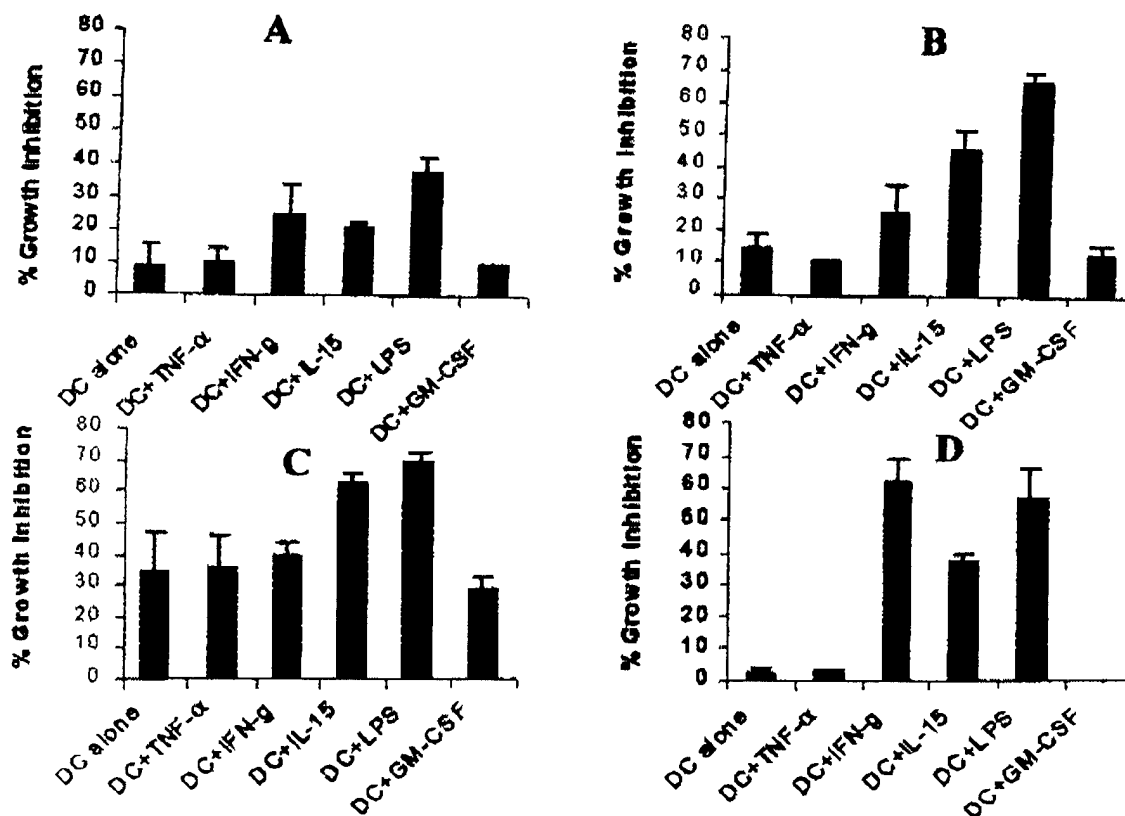 A
% Growth Inhibition
80
70
60
50
40
30
20
10
0
DC alone
DC+TNF-α
DC+IFN-g
DC+IL-15
DC+LPS
DC+GM-CSF
B
% Growth Inhibition
80
70
60
50
40
30
20
10
0
DC alone
DC+TNF-α
DC+IFN-g
DC+IL-15
DC+LPS
DC+GM-CSF
C
% Growth Inhibition
80
70
60
50
40
30
20
10
0
DC alone
DC+TNF-α
DC+IFN-g
DC+IL-15
DC+LPS
DC+GM-CSF
D
% Growth Inhibition
80
70
60
50
40
30
20
10
0
DC alone
DC+TNF-α
DC+IFN-g
DC+IL-15
DC+LPS
DC+GM-CSF